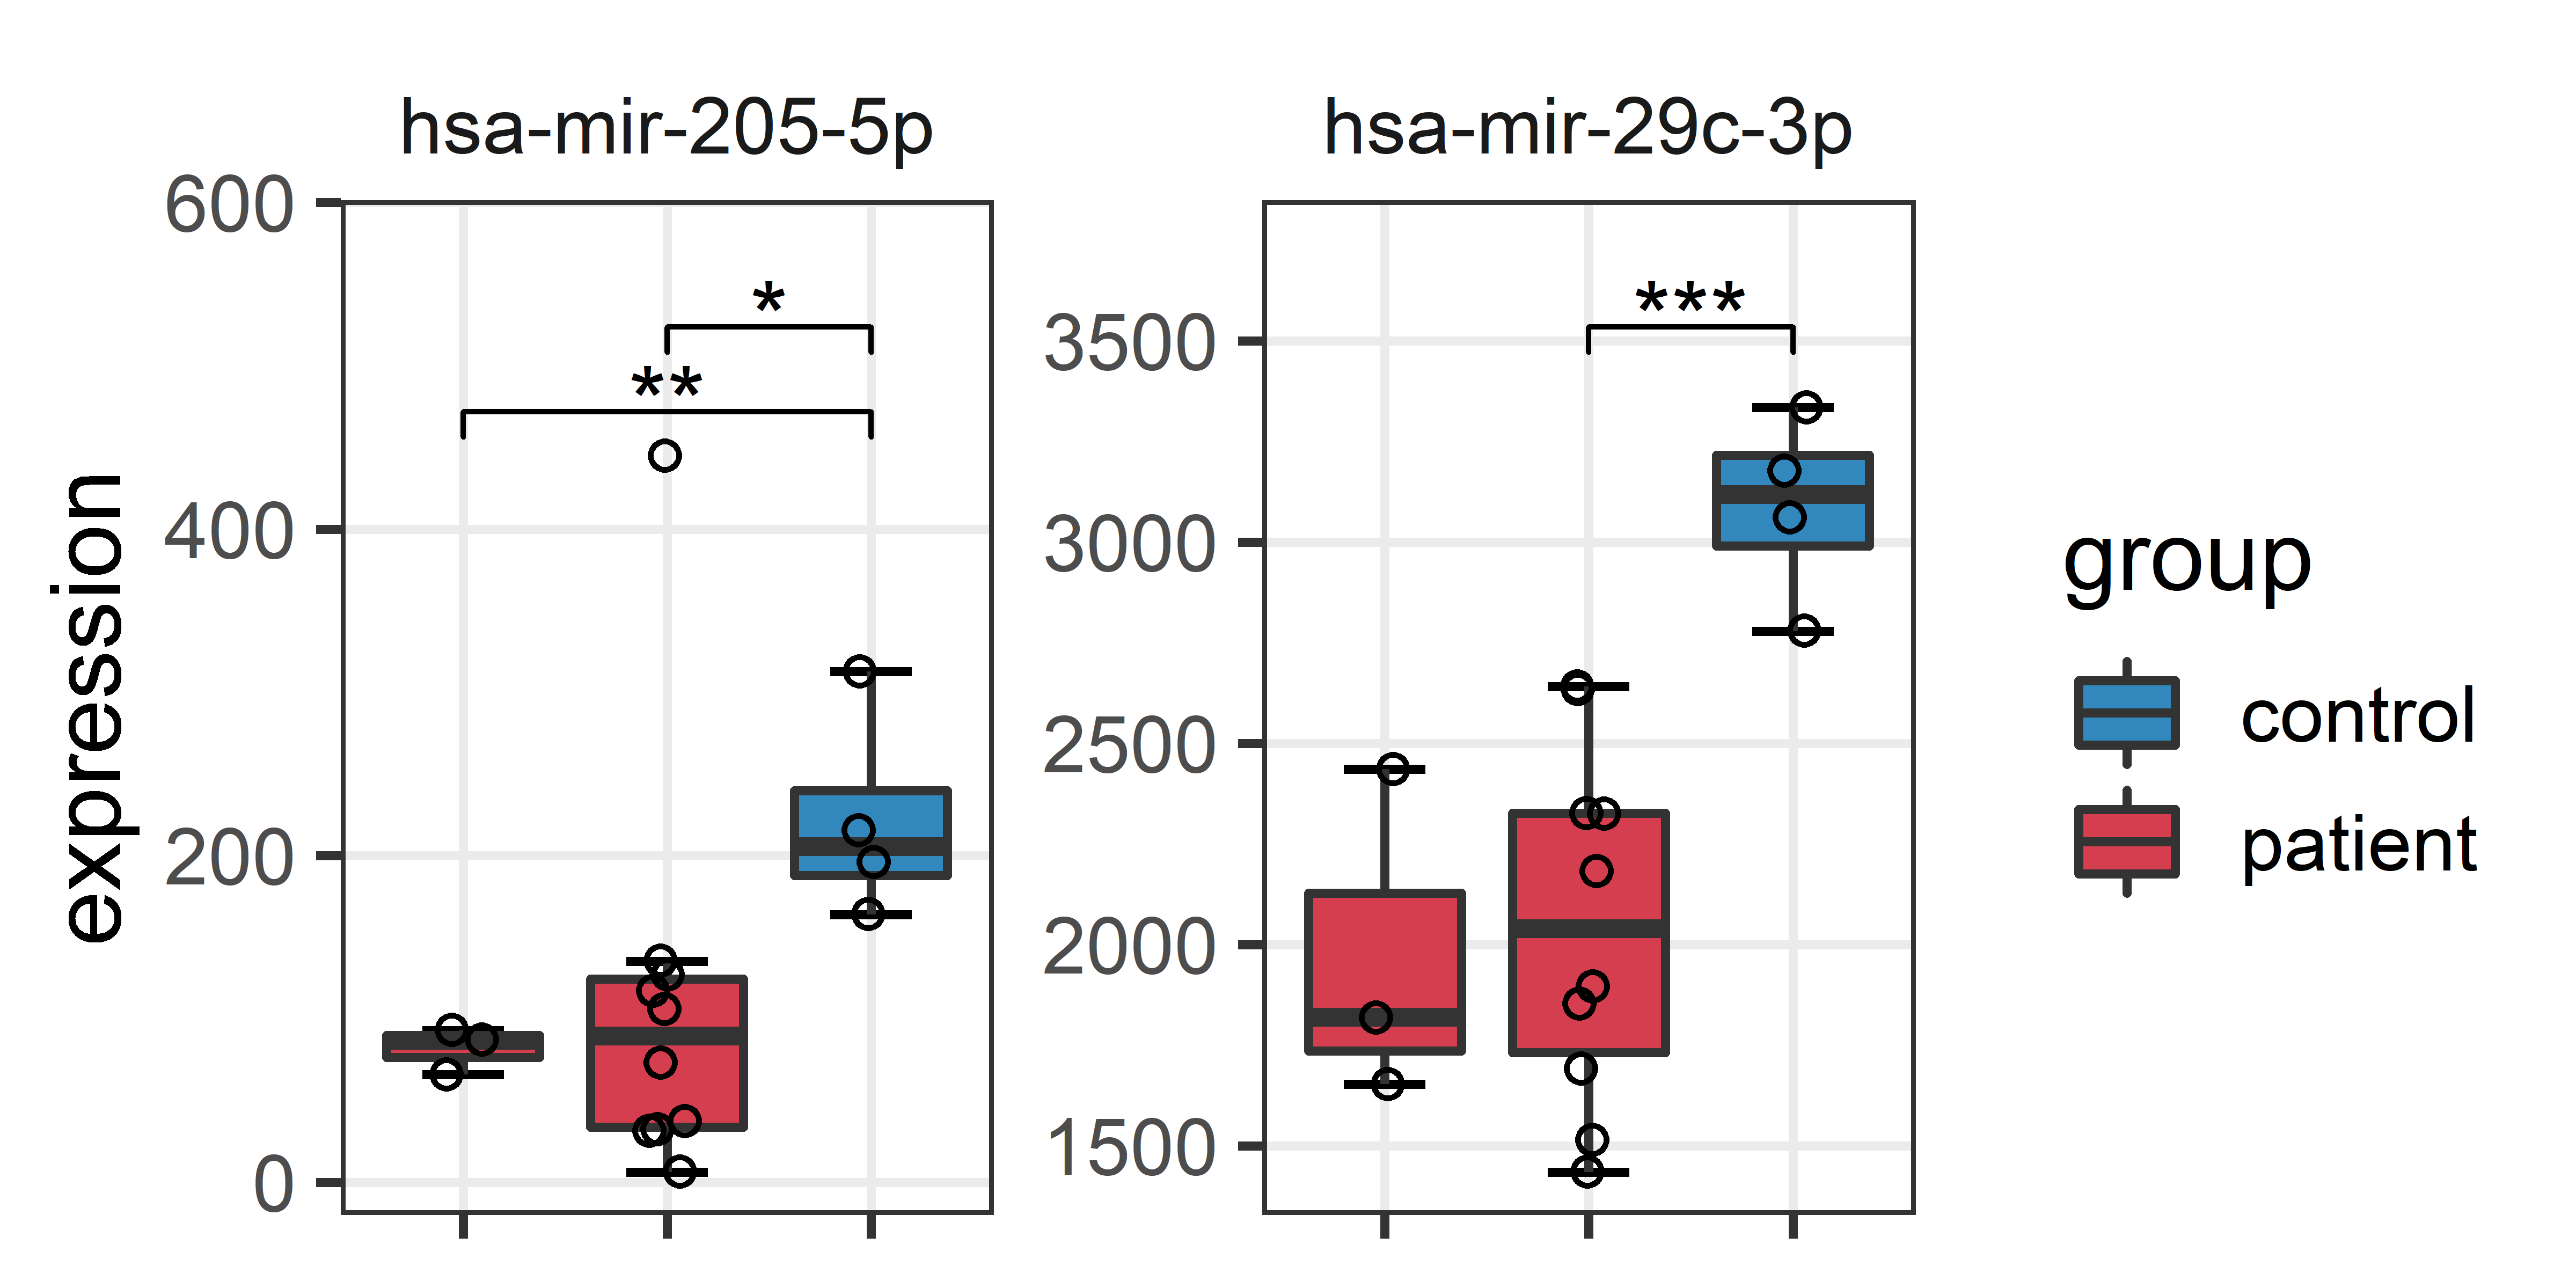 hsa-mir-205-5p
hsa-mir-29c-3p
expression
600
400
200
0
*
**
3500
3000
2500
2000
1500
***
group
control
patient